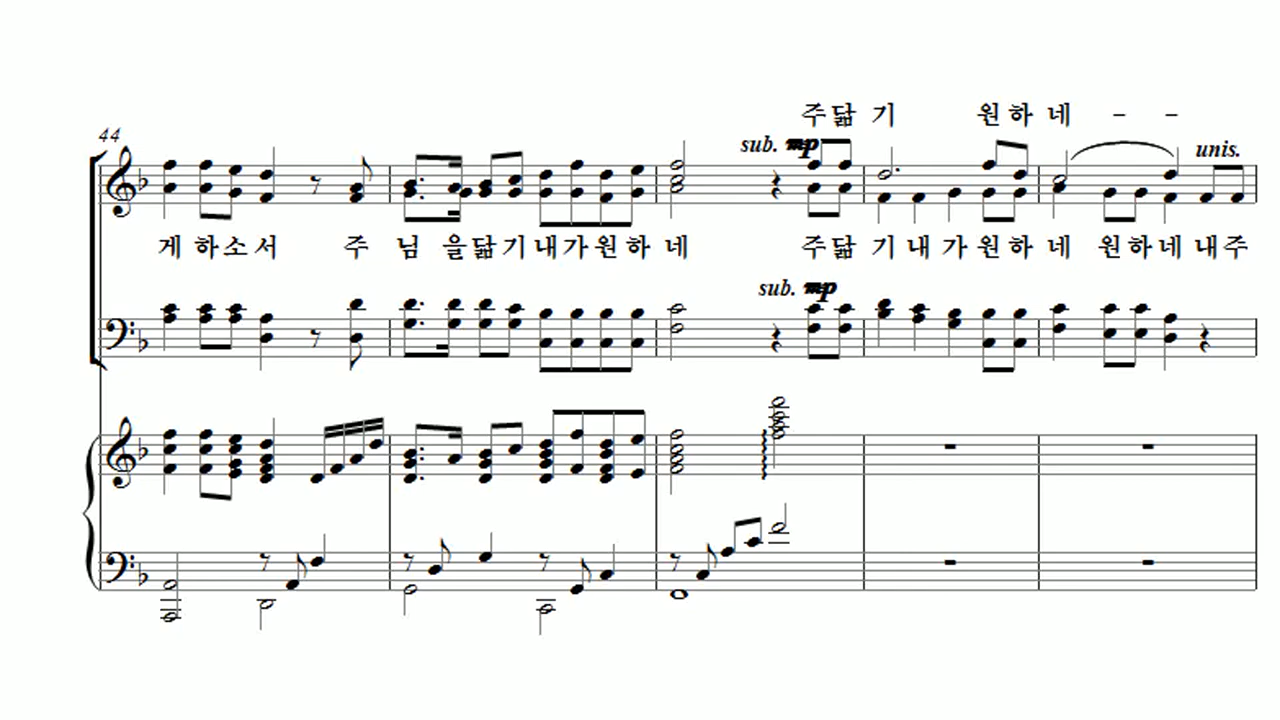 주닮 기 원하 네 - -
44
sub. mp
unis.
게 하소서 주 님 을닮기내가원하 네 주닮 기 내 가 원하 네 원하네 내주
sub. mp